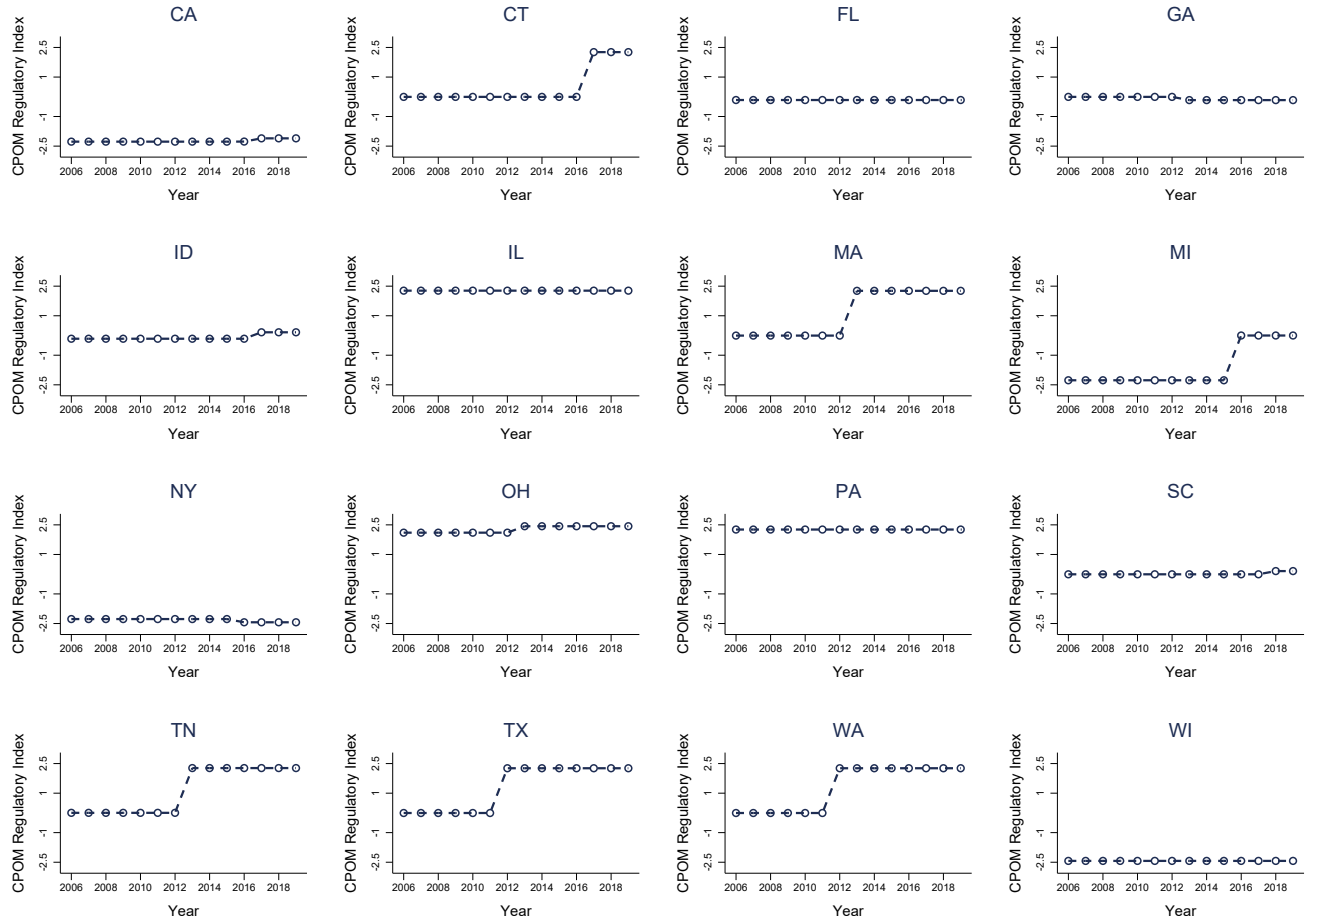 CA CT FL GA
CPOM Regulatory Index CPOM Regulatory Index CPOM Regulatory Index CPOM Regulatory Index
2.5 2.5 2.5 2.5
1 1 1 1
-1 -1 -1 -1
-2.5 -2.5 -2.5 -2.5
2006 2008 2010 2012 2014 2016 2018 2006 2008 2010 2012 2014 2016 2018 2006 2008 2010 2012 2014 2016 2018 2006 2008 2010 2012 2014 2016 2018
Year Year Year Year
ID IL MA MI
CPOM Regulatory Index CPOM Regulatory Index CPOM Regulatory Index CPOM Regulatory Index
2.5 2.5 2.5 2.5
1 1 1 1
-1 -1 -1 -1
-2.5 -2.5 -2.5 -2.5
2006 2008 2010 2012 2014 2016 2018 2006 2008 2010 2012 2014 2016 2018 2006 2008 2010 2012 2014 2016 2018 2006 2008 2010 2012 2014 2016 2018
Year Year Year Year
NY OH PA SC
CPOM Regulatory Index CPOM Regulatory Index CPOM Regulatory Index CPOM Regulatory Index
2.5 2.5 2.5 2.5
1 1 1 1
-1 -1 -1 -1
-2.5 -2.5 -2.5 -2.5
2006 2008 2010 2012 2014 2016 2018 2006 2008 2010 2012 2014 2016 2018 2006 2008 2010 2012 2014 2016 2018 2006 2008 2010 2012 2014 2016 2018
Year Year Year Year
TN TX WA WI
CPOM Regulatory Index CPOM Regulatory Index CPOM Regulatory Index CPOM Regulatory Index
2.5 2.5 2.5 2.5
1 1 1 1
-1 -1 -1 -1
-2.5 -2.5 -2.5 -2.5
2006 2008 2010 2012 2014 2016 2018 2006 2008 2010 2012 2014 2016 2018 2006 2008 2010 2012 2014 2016 2018 2006 2008 2010 2012 2014 2016 2018
Year Year Year Year